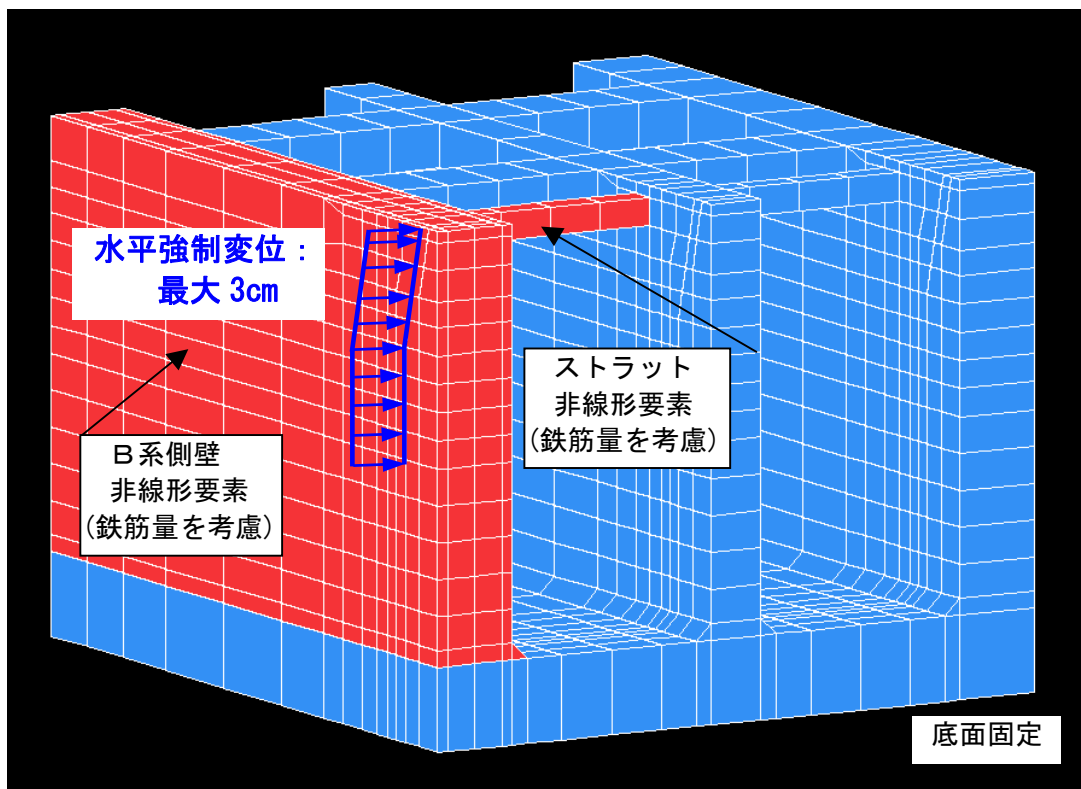 水平強制変位：
最大 3cm
ストラット
非線形要素
(鉄筋量を考慮)
Ｂ系側壁
非線形要素
(鉄筋量を考慮)
底面固定